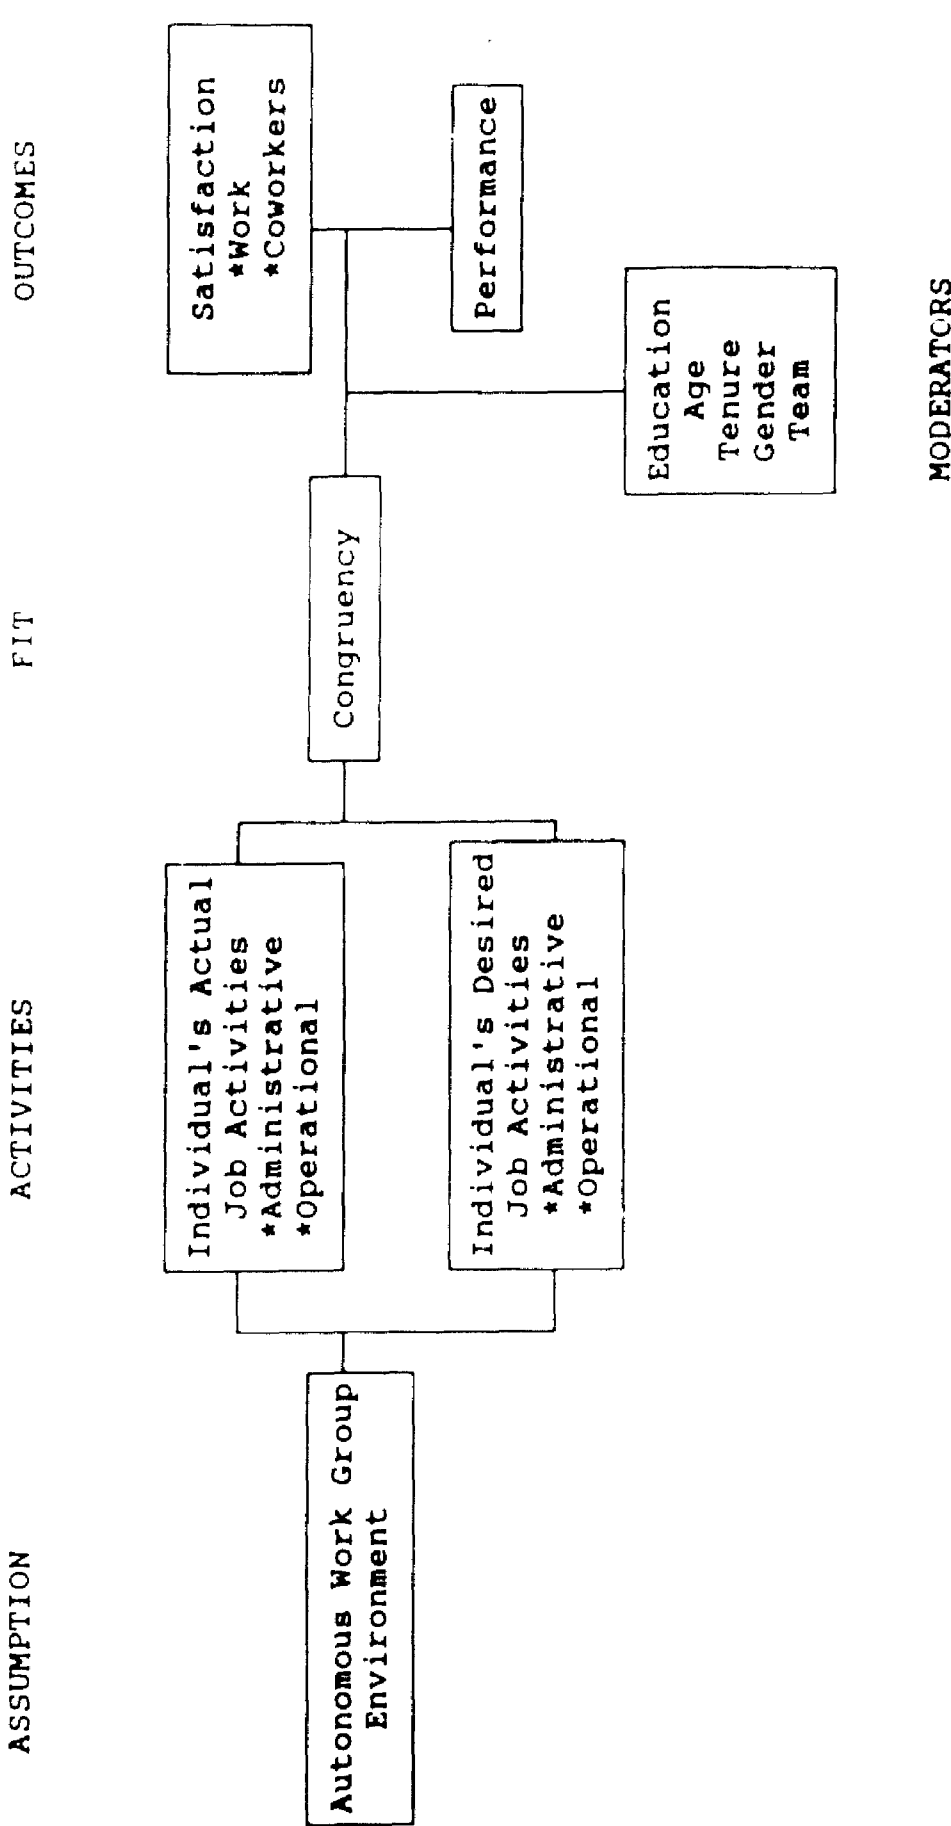 ASSUMPTION
ACTIVITIES
FIT
OUTCOMES
Autonomous Work Group
Environment
Individual's Actual
Job Activities
*Administrative
*Operational
Individual's Desired
Job Activities
*Administrative
*Operational
Congruency
Satisfaction
*Work
*Coworkers
Performance
Education
Age
Tenure
Gender
Team
MODERATORS